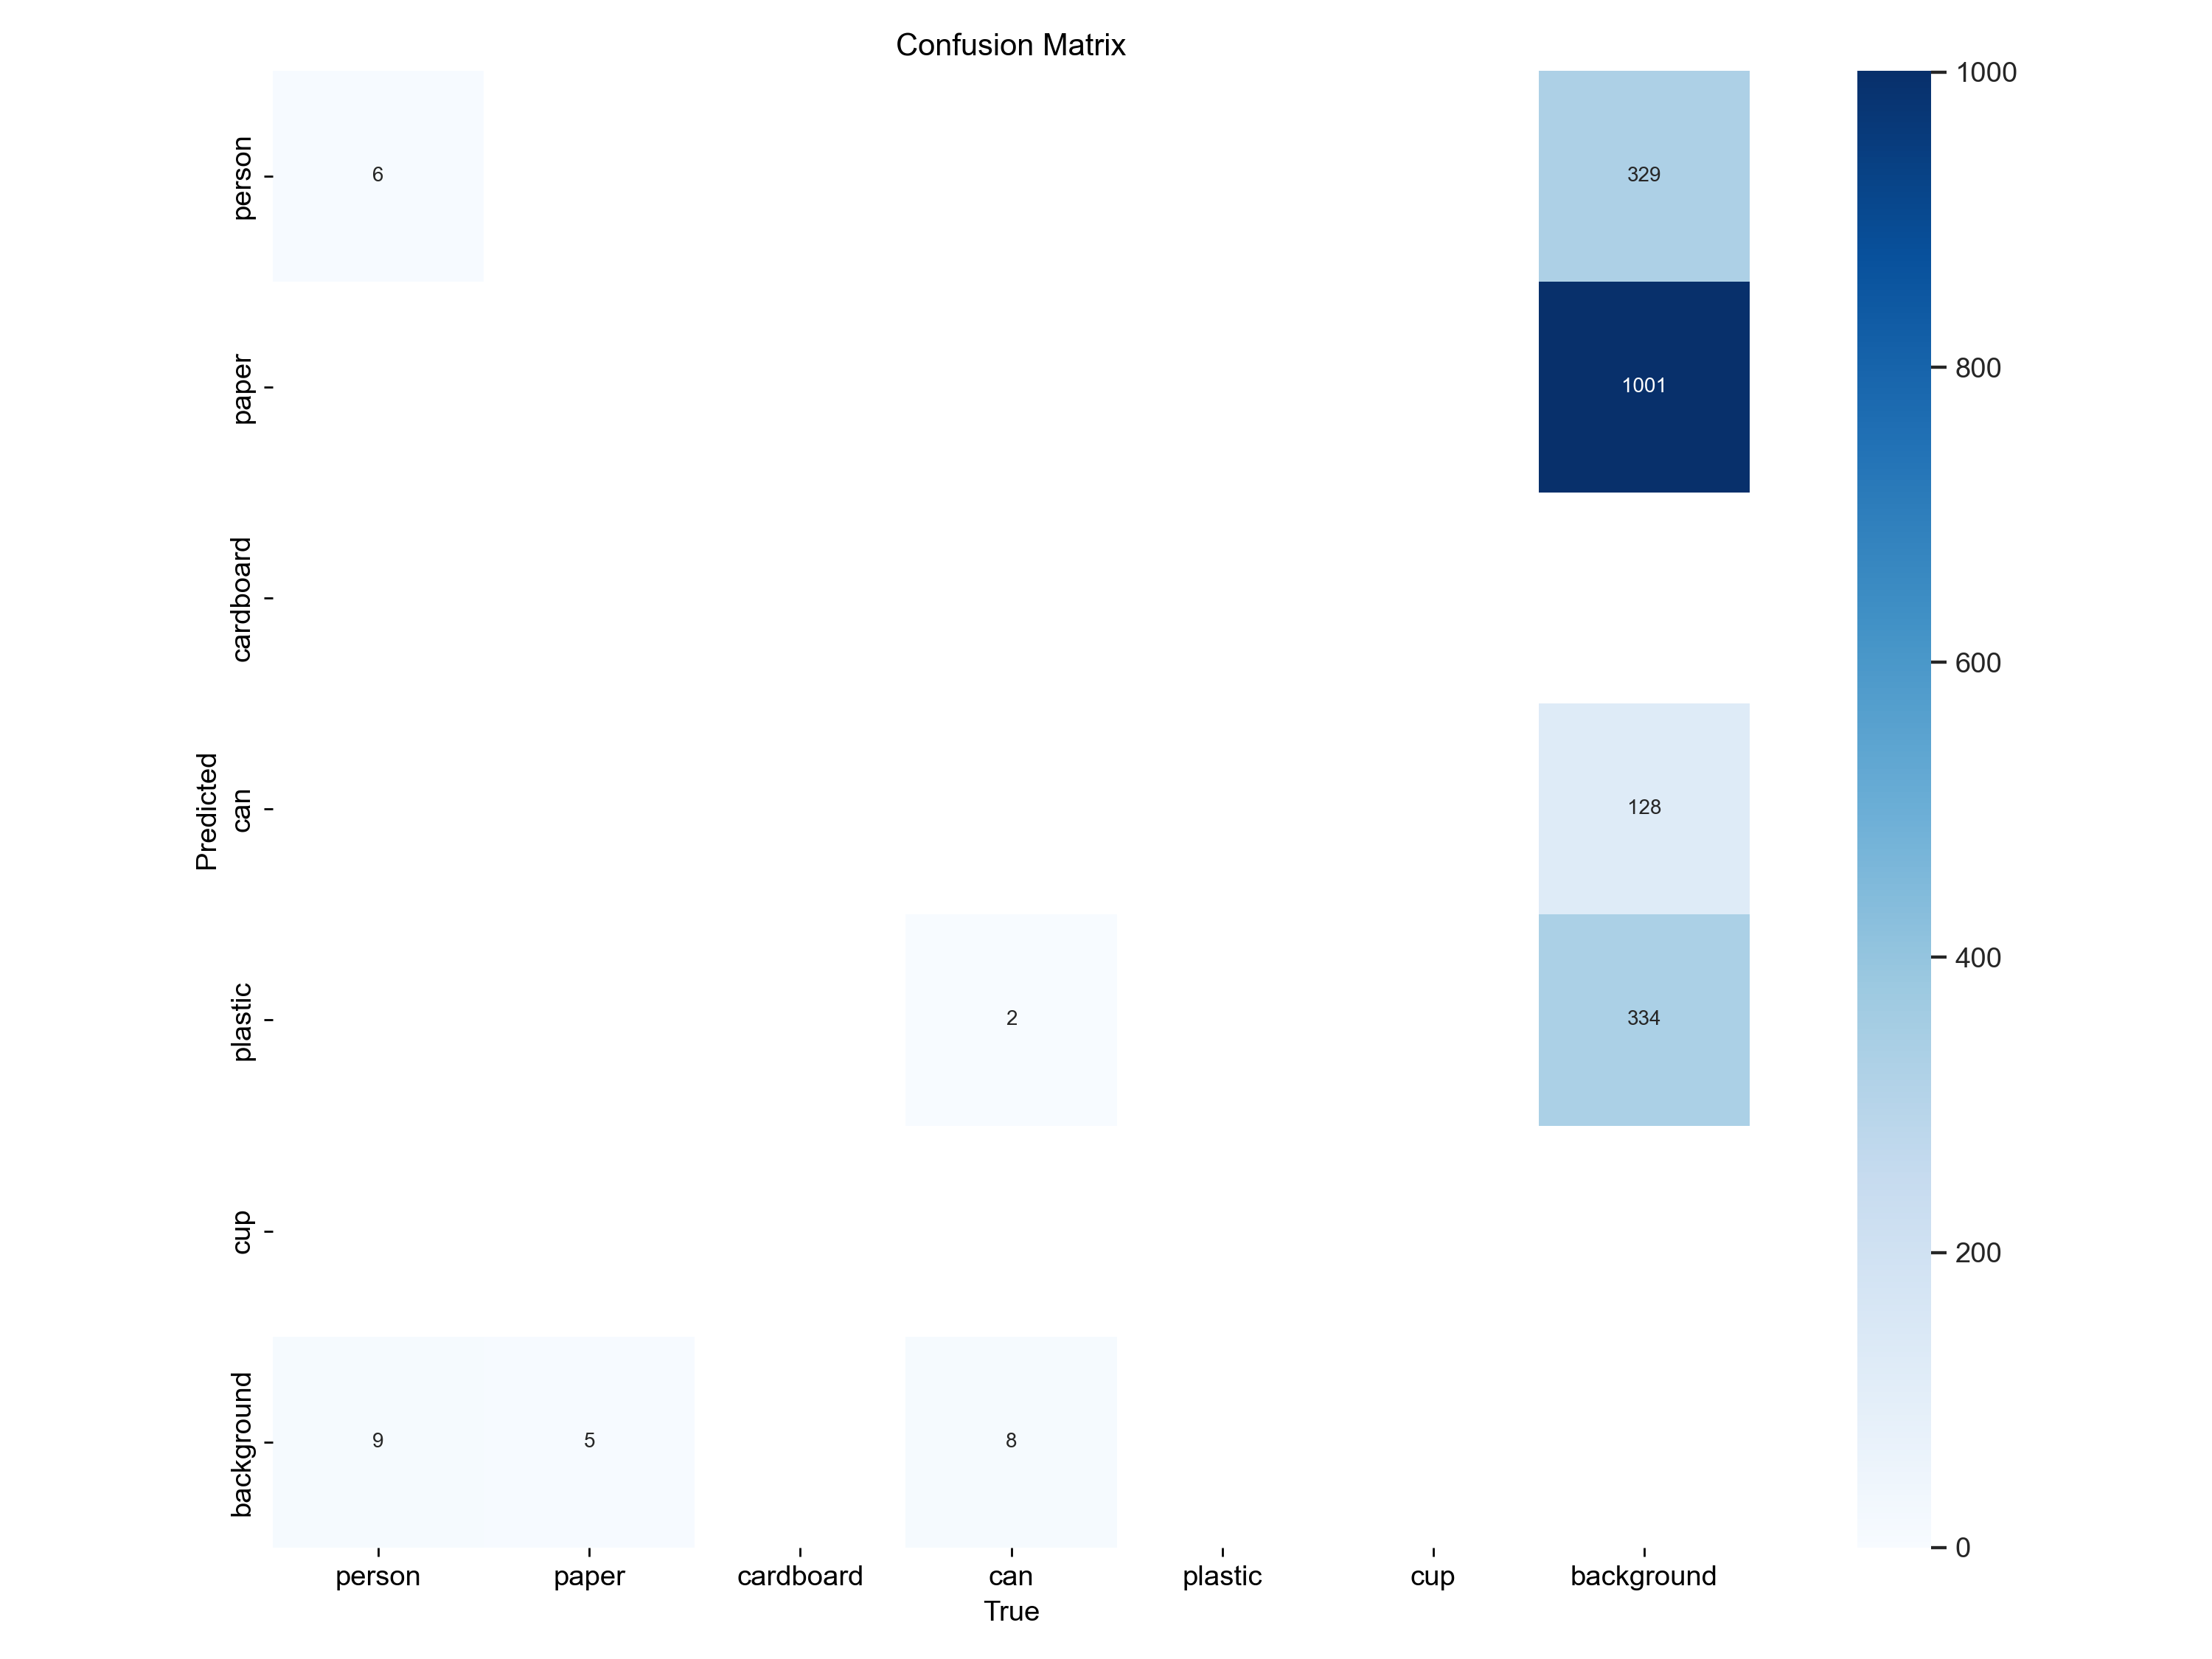 Confusion Matrix
person
paper
cardboard
can
plastic
cup
background
Predicted
6
329
1001
128
2
334
9
5
8
person
paper
cardboard
can
plastic
cup
background
True
1000
800
600
400
200
0